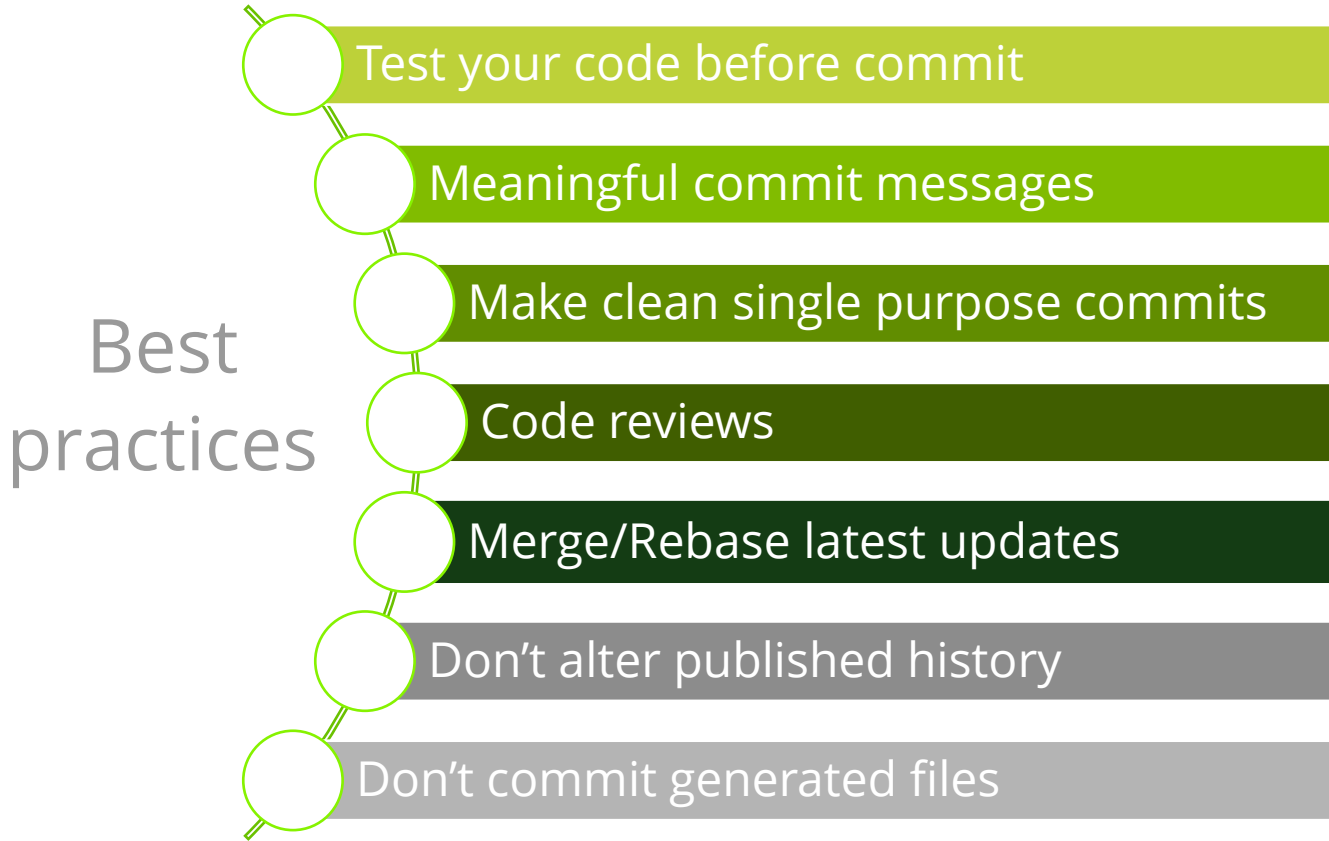 Best
practices
Test your code before commit
Meaningful commit messages
Make clean single purpose commits
Code reviews
Merge/Rebase latest updates
Don’t alter published history
Don’t commit generated files